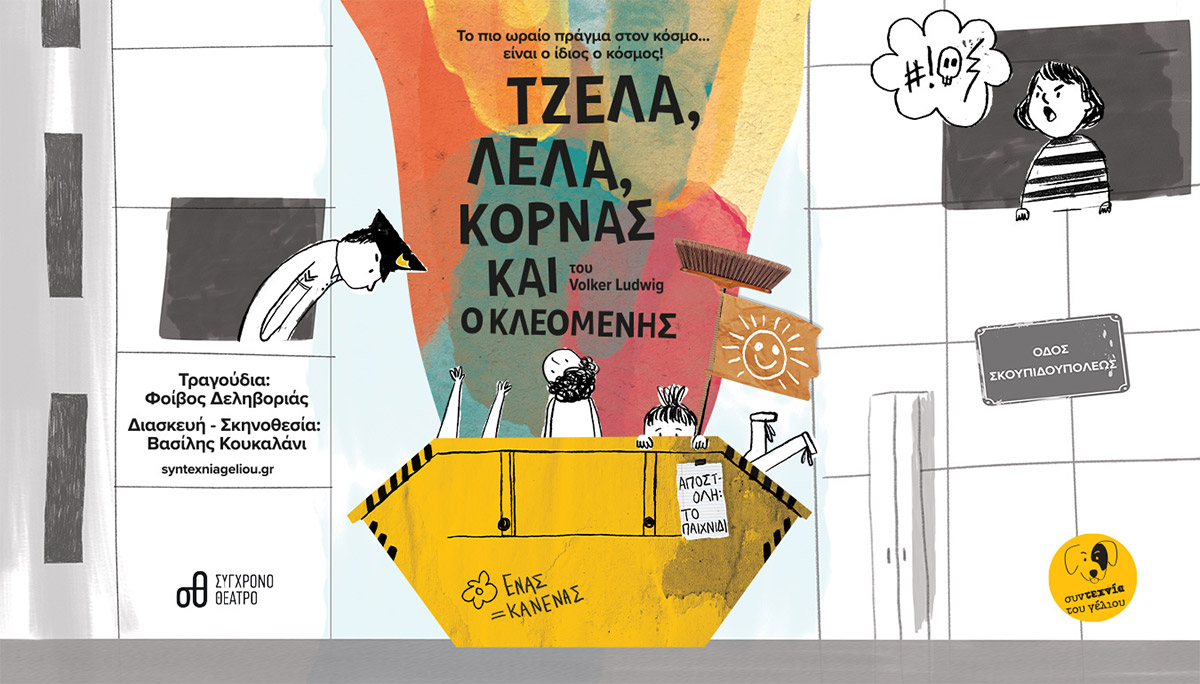 Το πιο ωραίο πράγμα στον κόσμο...
είναι ο ίδιος ο κόσμος!
ΤΖΕΛΑ,
ΛΕΛΑ,
ΚΟΡΝΑΣ
ΚΑΙ
του
Volker Ludwig
Ο ΚΛΕΟΜΕΝΗΣ
#!
Τραγούδια:
Φοίβος Δεληβοριάς
Διασκευή - Σκηνοθεσία:
Βασίλης Κουκαλάνι
syntexniageliou.gr
ΟΔΟΣ
ΣΚΟΥΠΙΔΟΥΠΟΛΕΩΣ
ΑΠΟΣΤ-
ΟΛΗ:
ΤΟ
ΠΑΙΧΝΙΔΙ
ΕΝΑΣ
=ΚΑΝΕΝΑΣ
σθ
ΣΥΓΧΡΟΝΟ
ΘΕΑΤΡΟ
συντεχνία
του γέλιου